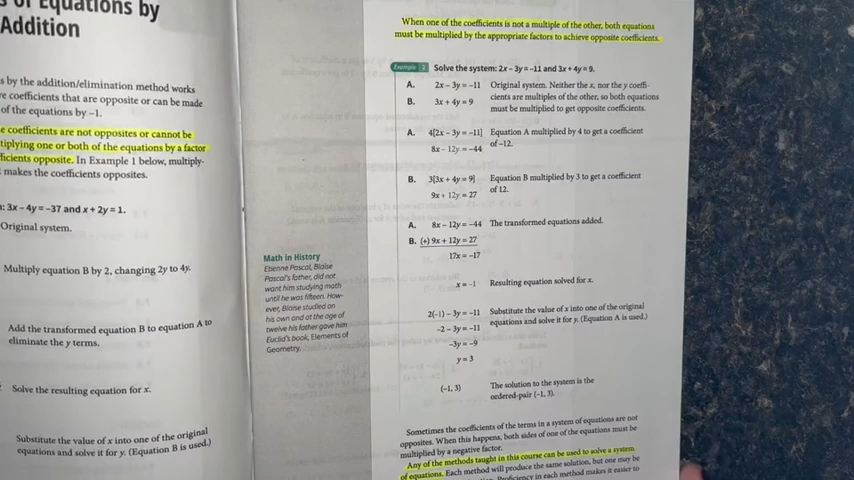 s of Equations by
Addition
s by the addition/elimination method works
e coefficients that are opposite or can be made
of the equations by –1.
e coefficients are not opposites or cannot be
tiplying one or both of the equations by a factor
ficients opposite. In Example 1 below, multiply-
makes the coefficients opposites.
: 3x – 4y = –37 and x + 2y = 1.
Original system.
Multiply equation B by 2, changing 2y to 4y.
Add the transformed equation B to equation A to
eliminate the y terms.
Solve the resulting equation for x.
Substitute the value of x into one of the original
equations and solve it for y. (Equation B is used.)
Math in History
Etienne Pascal, Blaise
Pascal's father, did not
want him studying math
until he was fifteen. How-
ever, Blaise studied on
his own and at the age of
twelve his father gave him
Euclid's book, Elements of
Geometry.
When one of the coefficients is not a multiple of the other, both equations
must be multiplied by the appropriate factors to achieve opposite coefficients.
Example 2 Solve the system: 2x – 3y = –11 and 3x + 4y = 9.
A. 2x – 3y = –11 Original system. Neither the x, nor the y coeffi-
B. 3x + 4y = 9 cients are multiples of the other, so both equations
must be multiplied to get opposite coefficients.
A. 4[2x – 3y = –11] Equation A multiplied by 4 to get a coefficient
8x – 12y = –44 of –12.
B. 3[3x + 4y = 9] Equation B multiplied by 3 to get a coefficient
9x + 12y = 27 of 12.
A. 8x – 12y = –44 The transformed equations added.
B. (+) 9x + 12y = 27
17x = –17
x = –1 Resulting equation solved for x.
2(–1) – 3y = –11 Substitute the value of x into one of the original
–2 – 3y = –11 equations and solve it for y. (Equation A is used.)
–3y = –9
y = 3
(–1, 3) The solution to the system is the
ordered-pair (–1, 3).
Sometimes the coefficients of the terms in a system of equations are not
opposites. When this happens, both sides of one of the equations must be
multiplied by a negative factor.
Any of the methods taught in this course can be used to solve a system
of equations. Each method will produce the same solution, but one may be
Proficiency in each method makes it easier to